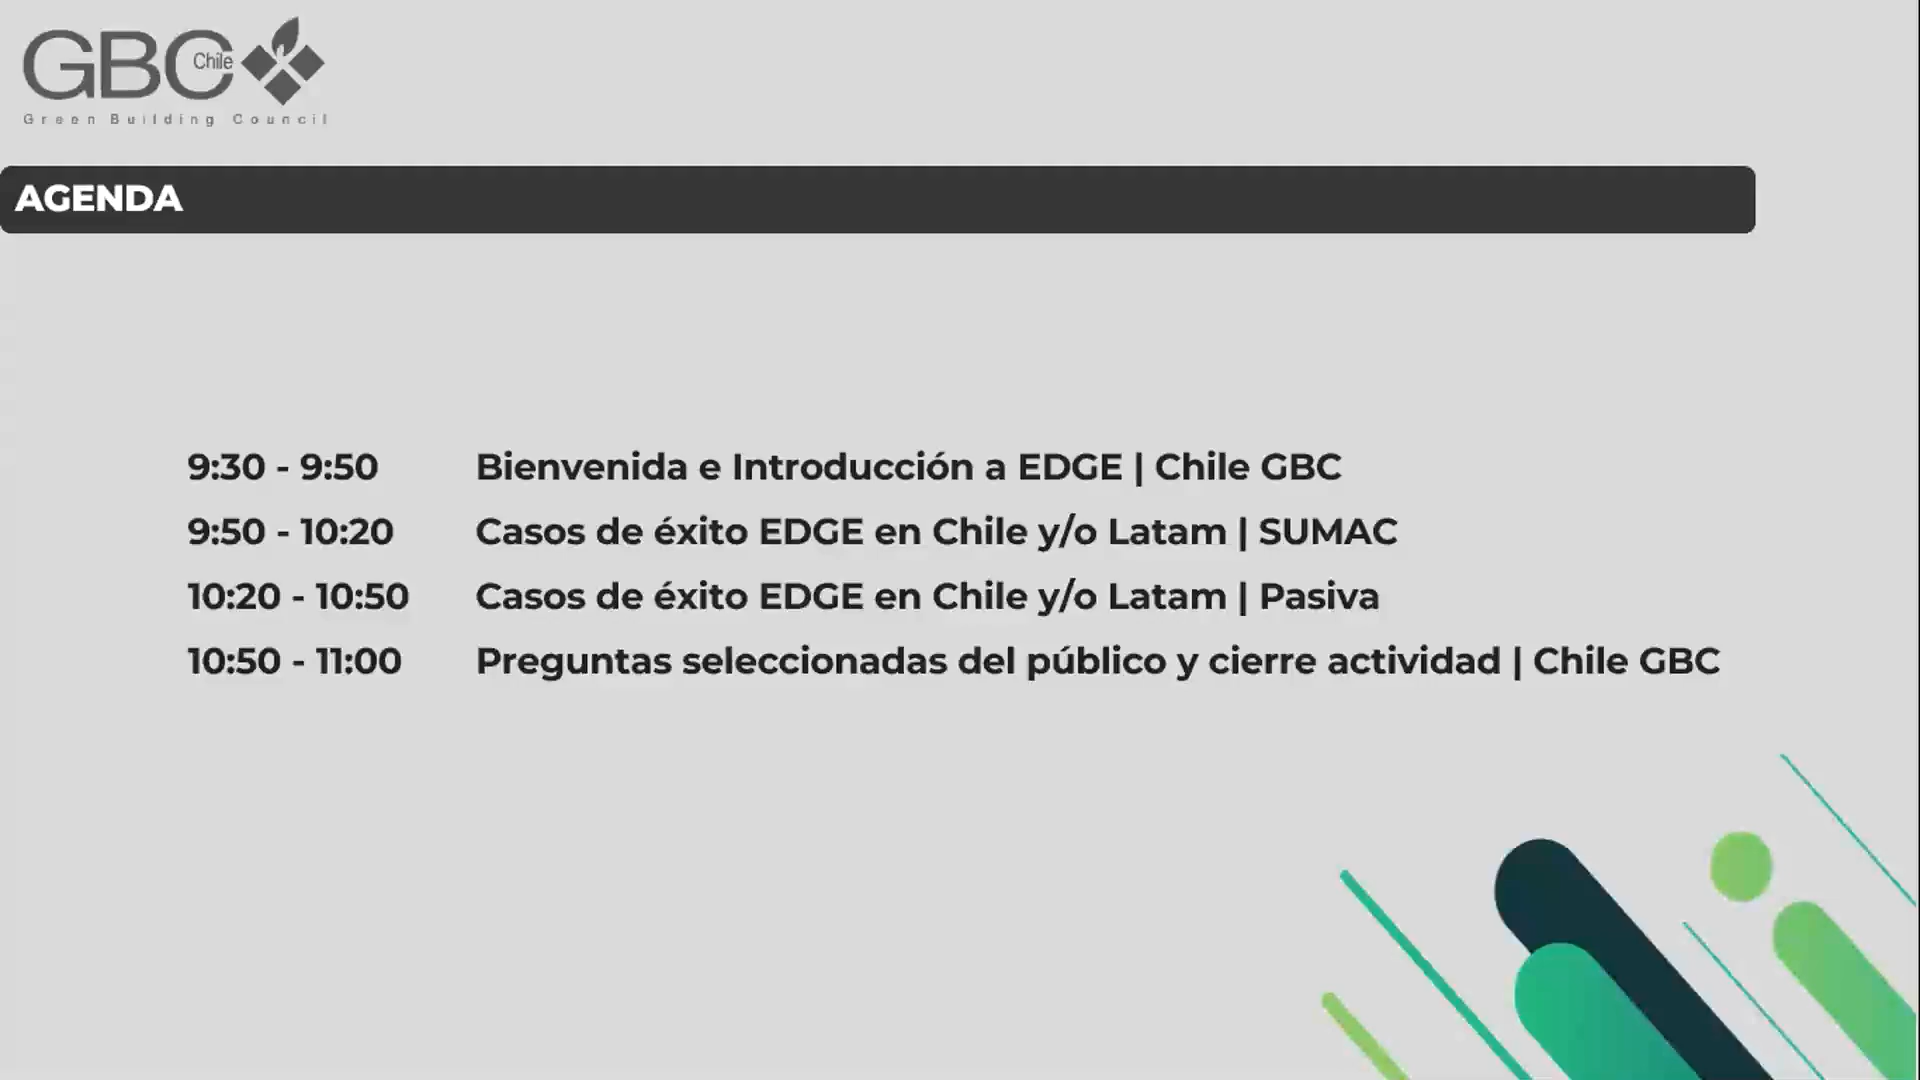 GBC Chile
Green Building Council
AGENDA
9:30 - 9:50 Bienvenida e Introducción a EDGE | Chile GBC
9:50 - 10:20 Casos de éxito EDGE en Chile y/o Latam | SUMAC
10:20 - 10:50 Casos de éxito EDGE en Chile y/o Latam | Pasiva
10:50 - 11:00 Preguntas seleccionadas del público y cierre actividad | Chile GBC